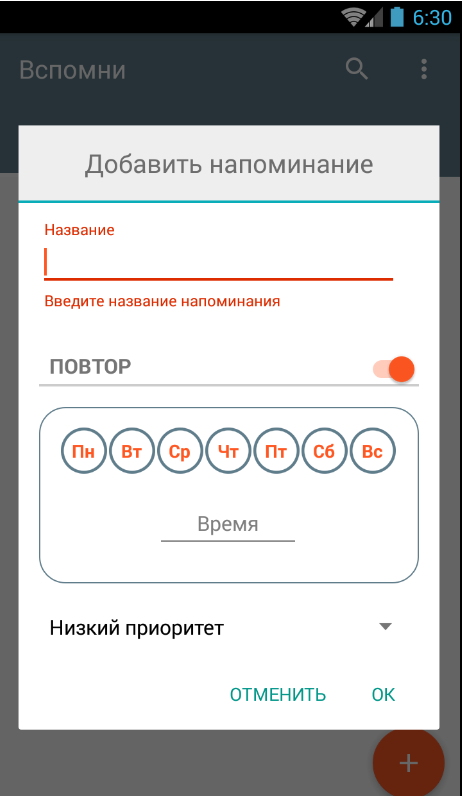 6:30
Вспомни
Добавить напоминание
Название
Введите название напоминания
ПОВТОР
Пн Вт Ср Чт Пт Сб Вс
Время
Низкий приоритет
ОТМЕНИТЬ ОК